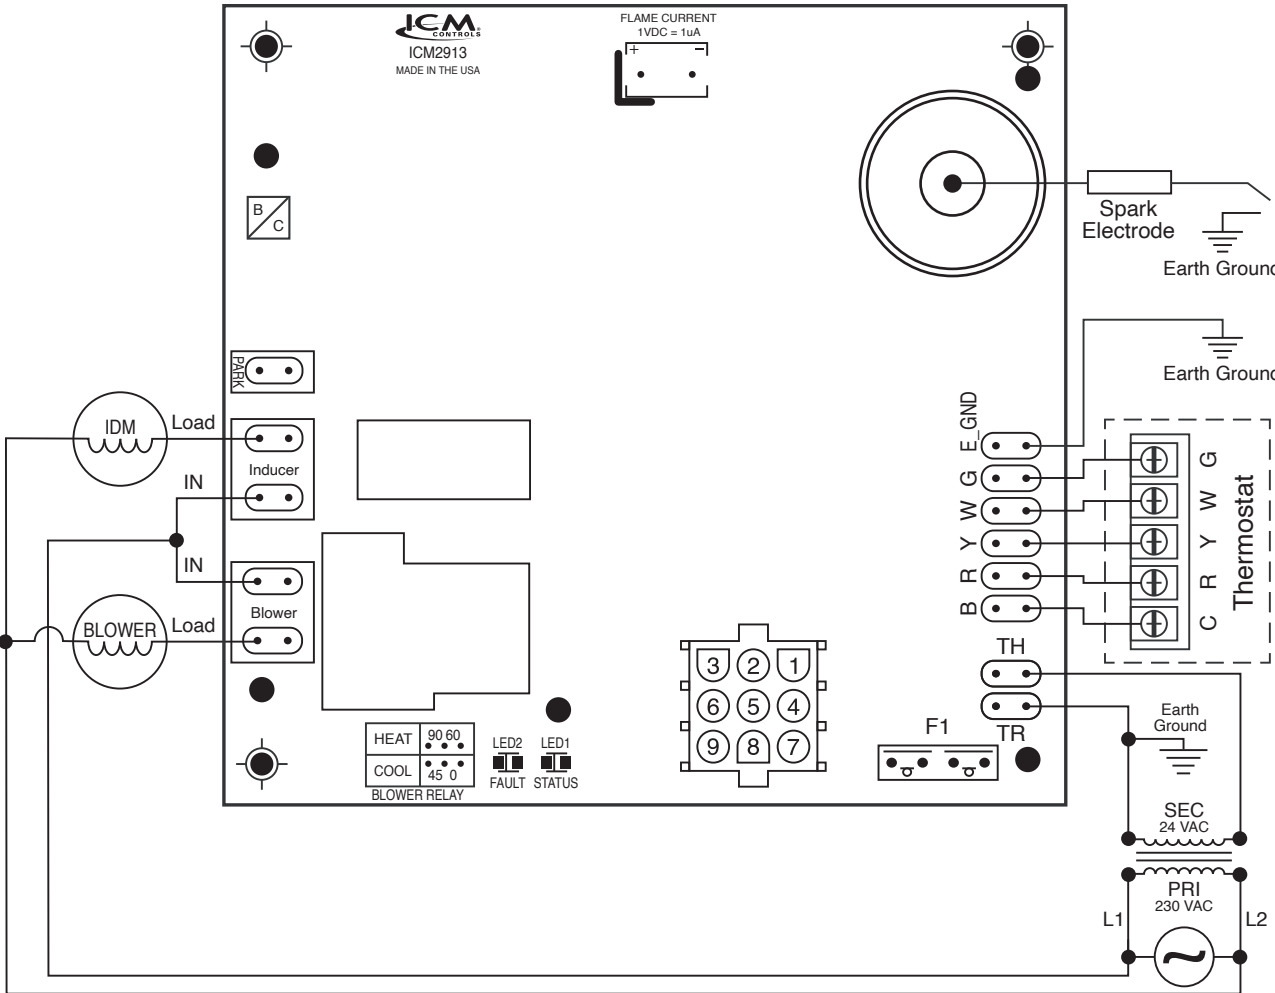 ICM.
CONTROLS
ICM2913
MADE IN THE USA
FLAME CURRENT
1VDC = 1uA
+ −
B/C
Spark
Electrode
Earth Ground
Earth Ground
PARK
IDM
Load
Inducer
IN
IN
Blower
BLOWER
Load
E_GND
G
W
Y
R
B
G
W
Y
R
C
Thermostat
TH
TR
F1
3 2 1
6 5 4
9 8 7
HEAT 90 60
COOL 45 0
BLOWER RELAY
LED2
FAULT
LED1
STATUS
Earth
Ground
SEC
24 VAC
PRI
230 VAC
L1
L2